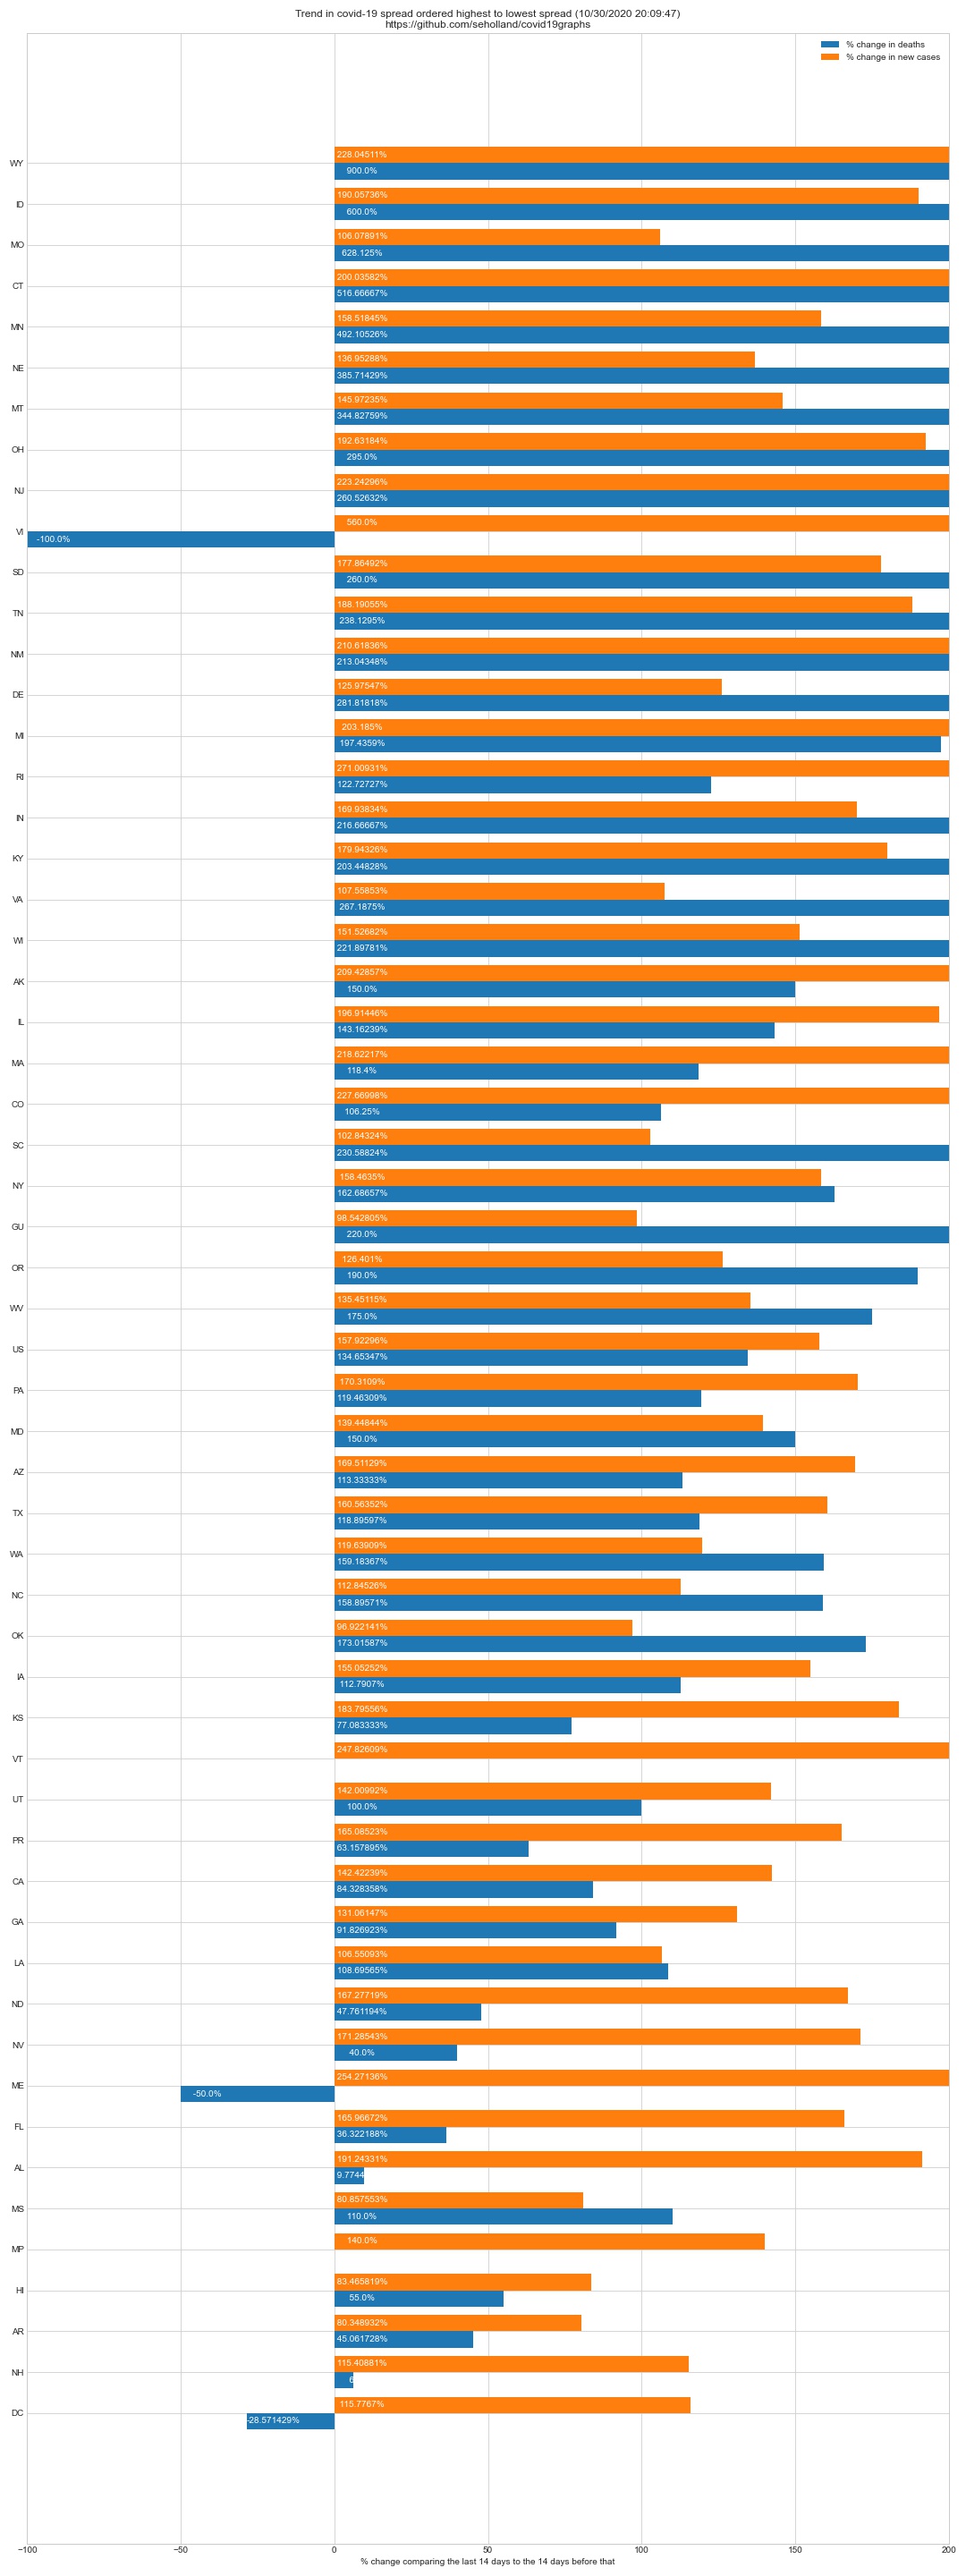 Trend in covid-19 spread ordered highest to lowest spread (10/30/2020 20:09:47)
https://github.com/seholland/covid19graphs
% change in deaths
% change in new cases
228.04511%
WY
900.0%
190.05736%
ID
600.0%
106.07891%
MO
628.125%
200.03582%
CT
516.66667%
158.51845%
MN
492.10526%
136.95288%
NE
385.71429%
145.97235%
MT
344.82759%
192.63184%
OH
295.0%
223.24296%
NJ
260.52632%
560.0%
VI
-100.0%
177.86492%
SD
260.0%
188.19055%
TN
238.1295%
210.61836%
NM
213.04348%
125.97547%
DE
281.81818%
203.185%
MI
197.4359%
271.00931%
RI
122.72727%
169.93834%
IN
216.66667%
179.94326%
KY
203.44828%
107.55853%
VA
267.1875%
151.52682%
WI
221.89781%
209.42857%
AK
150.0%
196.91446%
IL
143.16239%
218.62217%
MA
118.4%
227.66998%
CO
106.25%
102.84324%
SC
230.58824%
158.4635%
NY
162.68657%
98.542805%
GU
220.0%
126.401%
OR
190.0%
135.45115%
WV
175.0%
157.92296%
US
134.65347%
170.3109%
PA
119.46309%
139.44844%
MD
150.0%
169.51129%
AZ
113.33333%
160.56352%
TX
118.89597%
119.63909%
WA
159.18367%
112.84526%
NC
158.89571%
96.922141%
OK
173.01587%
155.05252%
IA
112.7907%
183.79556%
KS
77.083333%
247.82609%
VT
142.00992%
UT
100.0%
165.08523%
PR
63.157895%
142.42239%
CA
84.328358%
131.06147%
GA
91.826923%
106.55093%
LA
108.69565%
167.27719%
ND
47.761194%
171.28543%
NV
40.0%
254.27136%
ME
-50.0%
165.96672%
FL
36.322188%
191.24331%
AL
9.7744
80.857553%
MS
110.0%
140.0%
MP
83.465819%
HI
55.0%
80.348932%
AR
45.061728%
115.40881%
NH
115.7767%
DC
-28.571429%
−100 −50 0 50 100 150 200
% change comparing the last 14 days to the 14 days before that